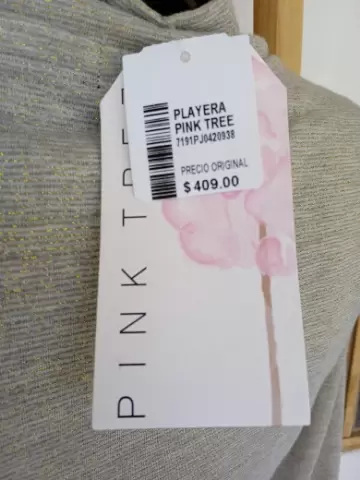 PLAYERA
PINK TREE
7191PJ0420938
PRECIO ORIGINAL
$409.00
PINK TREE